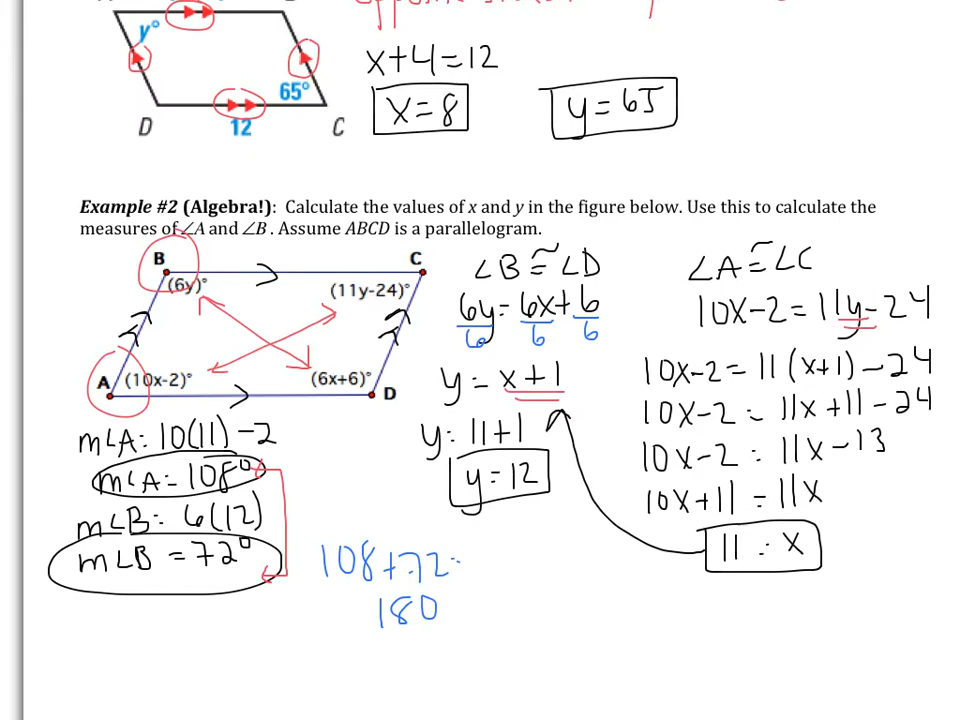 y°
x+4=12
65°
x=8
y=65
D
12
C
Example #2 (Algebra!): Calculate the values of x and y in the figure below. Use this to calculate the
measures of ∠A and ∠B. Assume ABCD is a parallelogram.
B
C
(6y)°
(11y-24)°
A
(10x-2)°
(6x+6)°
D
m∠A = 10(11) -2
m∠A = 108°
m∠B = 6(12)
m∠B = 72°
108+72=
180
∠B ≅ ∠D
6y = 6x+6
6 6 6
y = x+1
y = 11+1
y = 12
∠A ≅ ∠C
10x-2 = 11y-24
10x-2 = 11(x+1)-24
10x-2 = 11x+11-24
10x-2 = 11x-13
10x+11 = 11x
11 = x